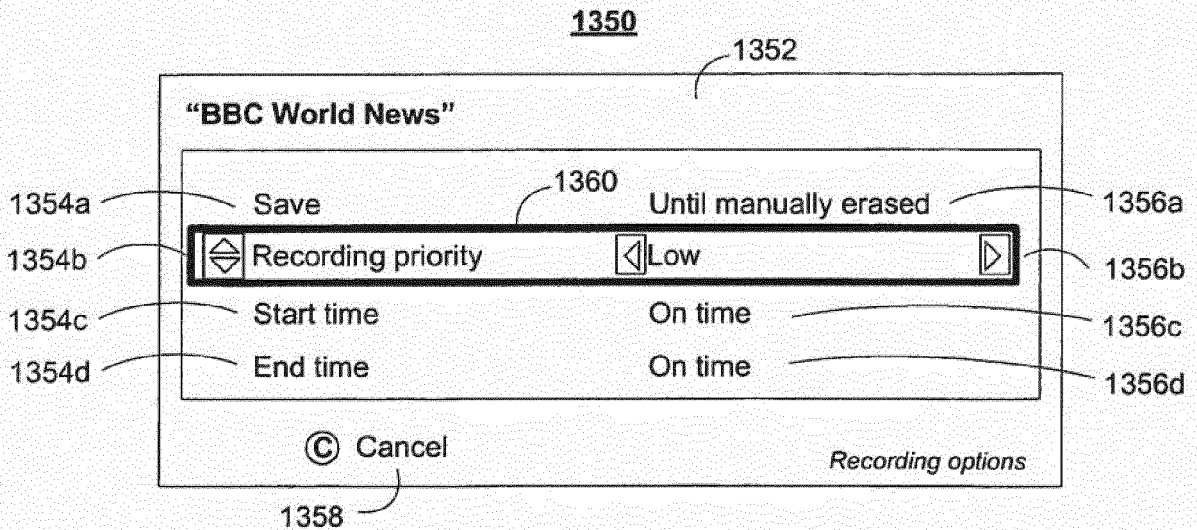 1350
1352
“BBC World News”
1360
1354a Save Until manually erased 1356a
1354b Recording priority Low 1356b
1354c Start time On time 1356c
1354d End time On time 1356d
C Cancel
Recording options
1358